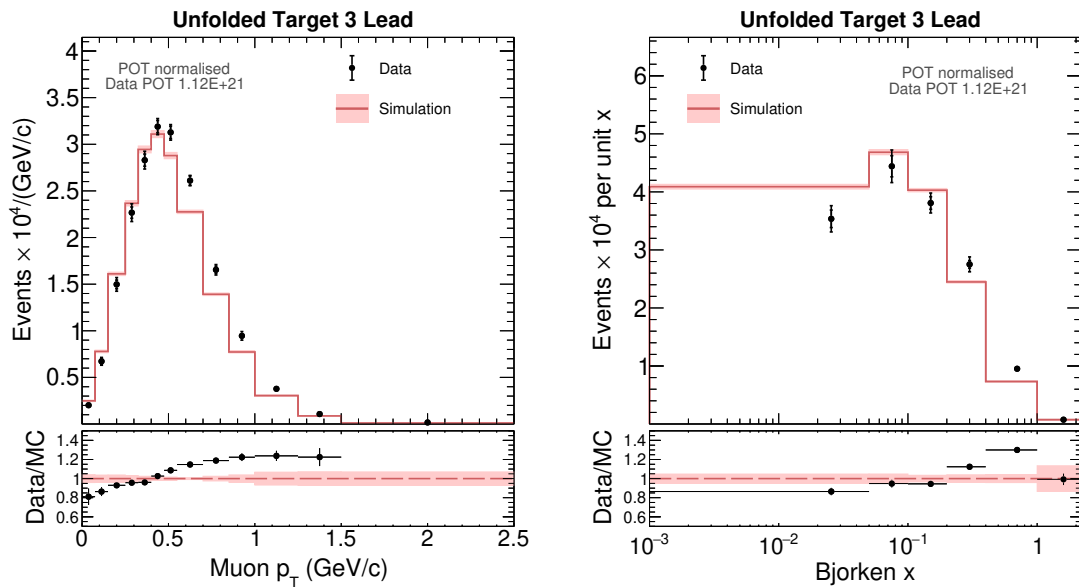 Unfolded Target 3 Lead
POT normalised
Data POT 1.12E+21
Data
Simulation
Events × 10⁴/(GeV/c)
4
3.5
3
2.5
2
1.5
1
0.5
Data/MC
1.4
1.2
1.0
0.8
0.6
0 0.5 1 1.5 2 2.5
Muon p_T (GeV/c)
Unfolded Target 3 Lead
Data
Simulation
POT normalised
Data POT 1.12E+21
Events × 10⁴ per unit x
6
5
4
3
2
1
Data/MC
1.4
1.2
1.0
0.8
0.6
10⁻³ 10⁻² 10⁻¹ 1
Bjorken x